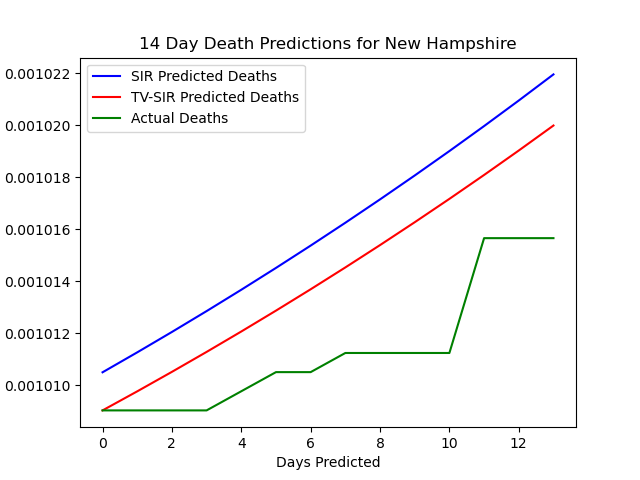 14 Day Death Predictions for New Hampshire
SIR Predicted Deaths
TV-SIR Predicted Deaths
Actual Deaths
0.001022
0.001020
0.001018
0.001016
0.001014
0.001012
0.001010
0 2 4 6 8 10 12
Days Predicted